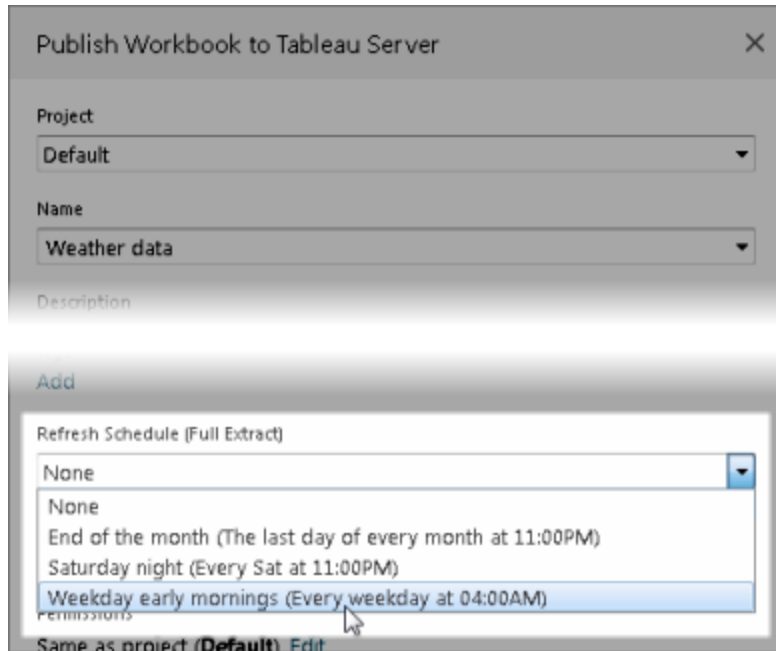 Publish Workbook to Tableau Server
Project
Default
Name
Weather data
Description
Add
Refresh Schedule (Full Extract)
None
None
End of the month (The last day of every month at 11:00PM)
Saturday night (Every Sat at 11:00PM)
Weekday early mornings (Every weekday at 04:00AM)
Permissions
Same as project (Default) Edit